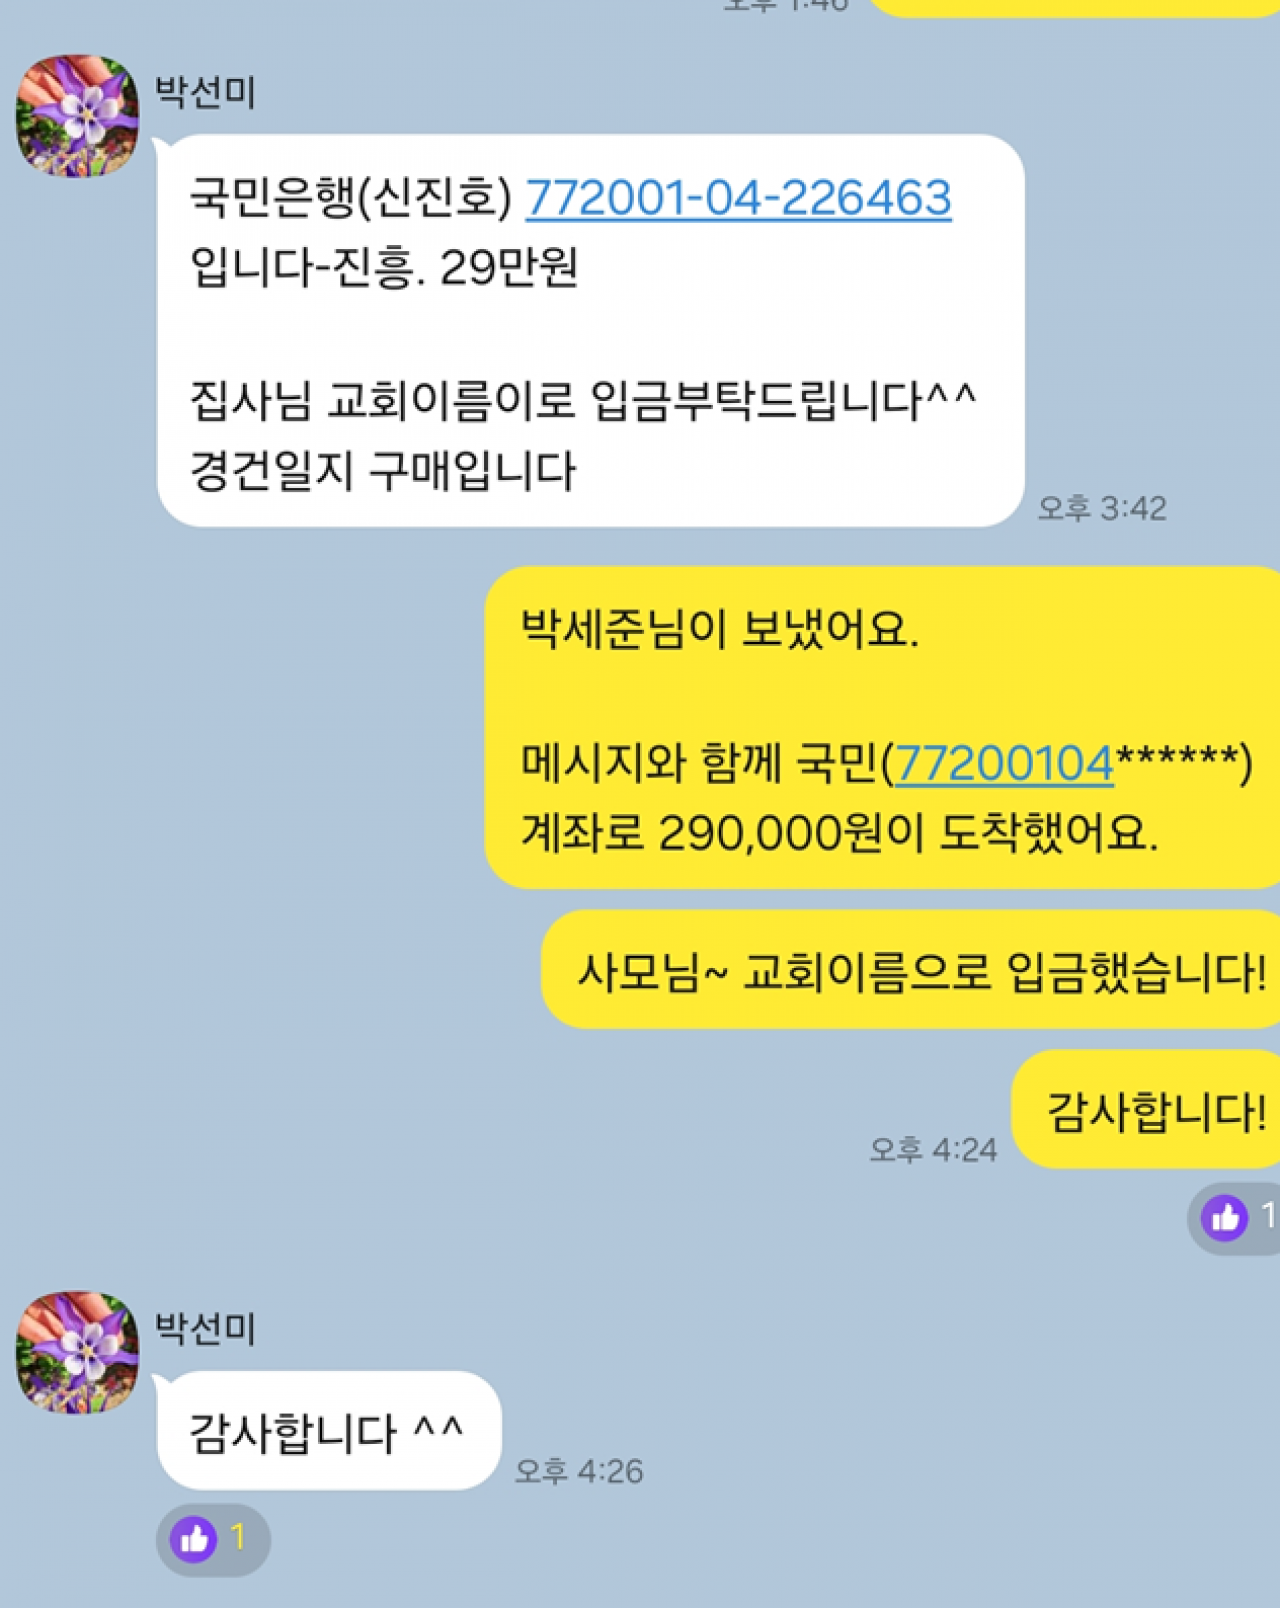 오후 1:46
박선미
국민은행(신진호) 772001-04-226463
입니다-진흥. 29만원
집사님 교회이름이로 입금부탁드립니다^^
경건일지 구매입니다
오후 3:42
박세준님이 보냈어요.
메시지와 함께 국민(77200104******)
계좌로 290,000원이 도착했어요.
사모님~ 교회이름으로 입금했습니다!
감사합니다!
오후 4:24
1
박선미
감사합니다 ^^
오후 4:26
1